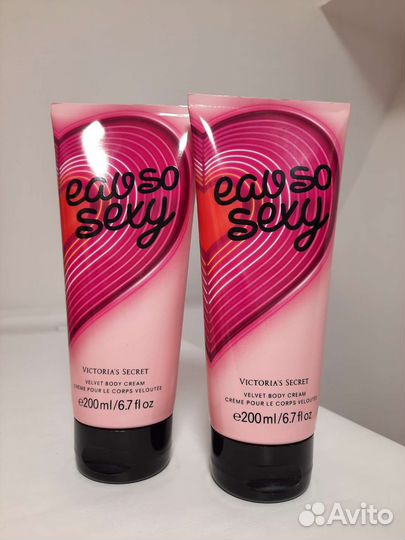 eau so
sexy
VICTORIA'S SECRET
VELVET BODY CREAM
CRÈME POUR LE CORPS VELOUTÉE
℮200ml/6.7fl oz
eau so
sexy
VICTORIA'S SECRET
VELVET BODY CREAM
CRÈME POUR LE CORPS VELOUTÉE
℮200ml/6.7fl oz
Avito